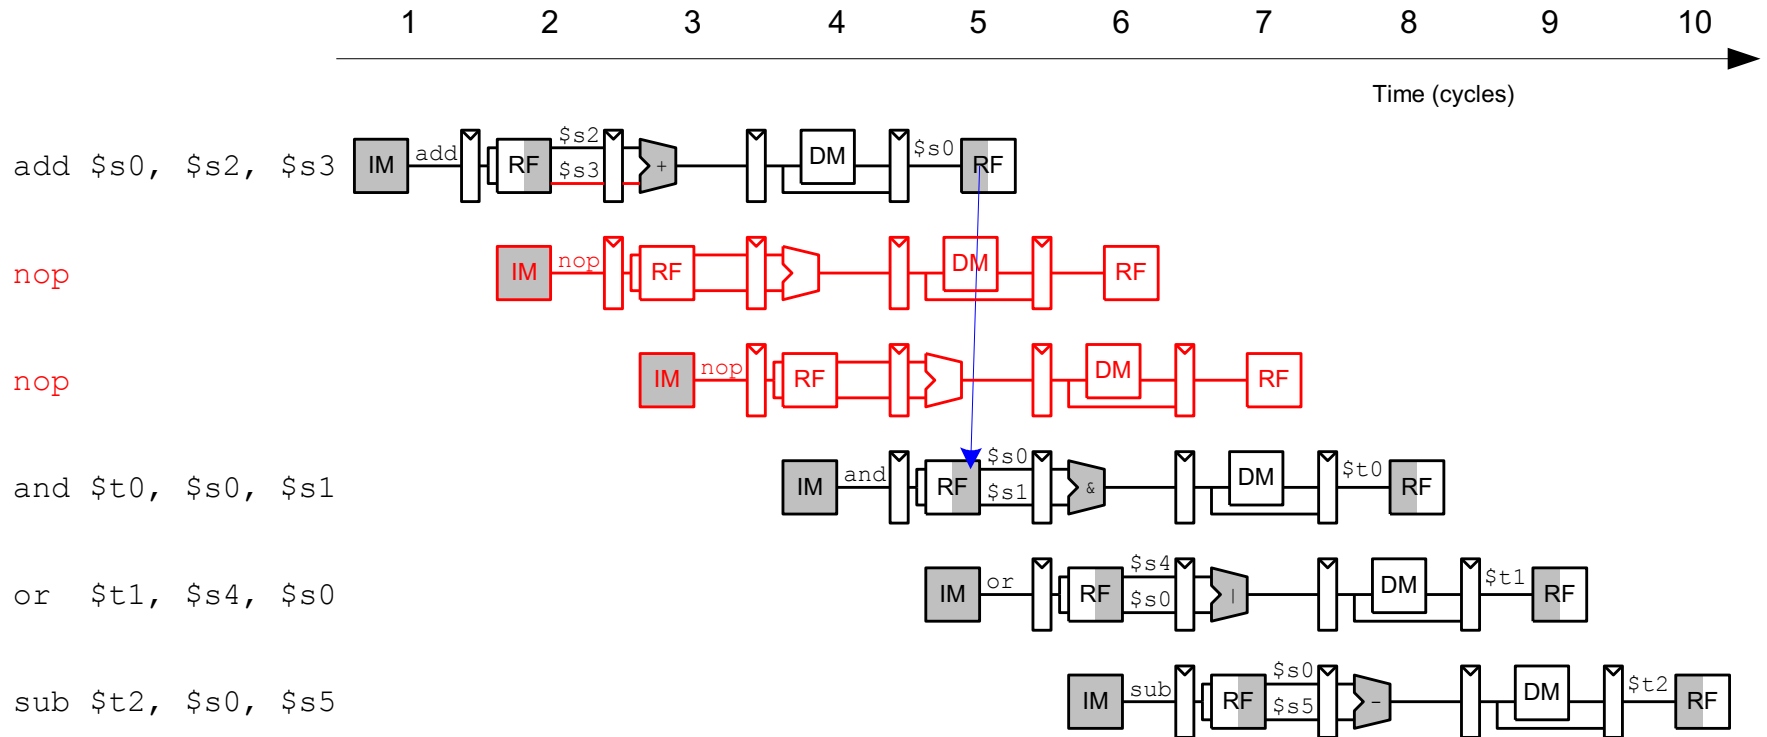 1 2 3 4 5 6 7 8 9 10
Time (cycles)
add $s0, $s2, $s3 IM add RF $s2 $s3 + DM $s0 RF
nop IM nop RF DM RF
nop IM nop RF DM RF
and $t0, $s0, $s1 IM and RF $s0 $s1 & DM $t0 RF
or $t1, $s4, $s0 IM or RF $s4 $s0 | DM $t1 RF
sub $t2, $s0, $s5 IM sub RF $s0 $s5 - DM $t2 RF